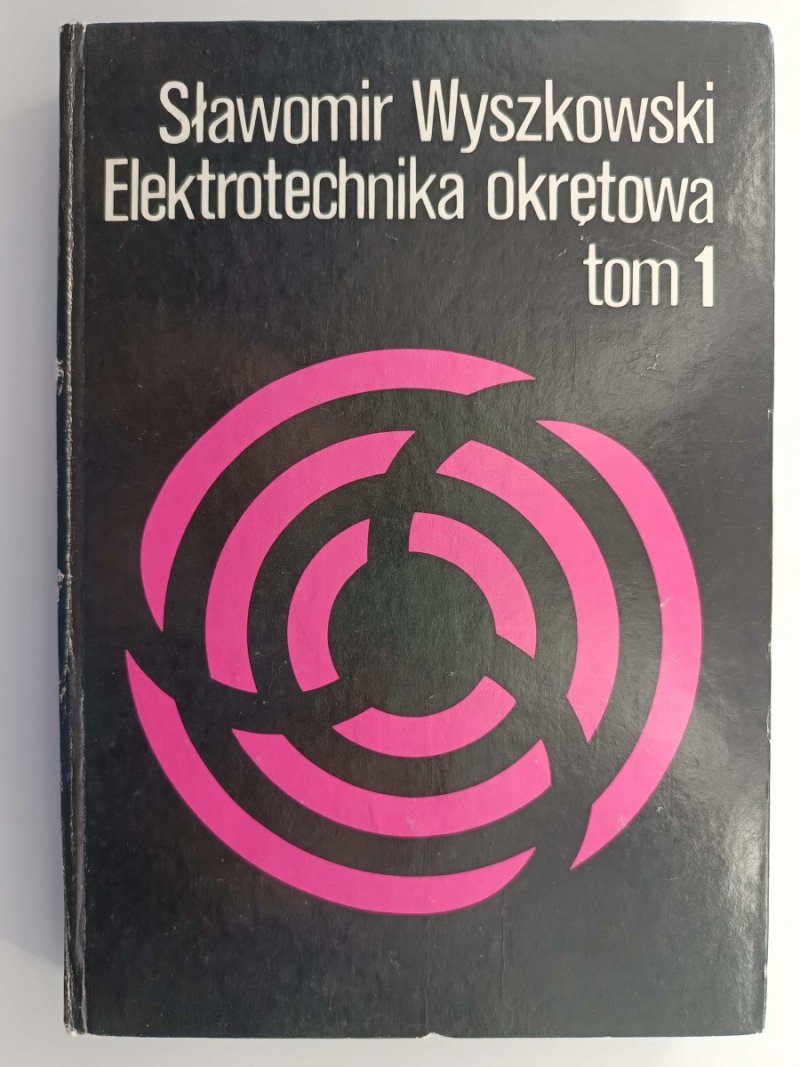 Sławomir Wyszkowski
Elektrotechnika okrętowa
tom 1